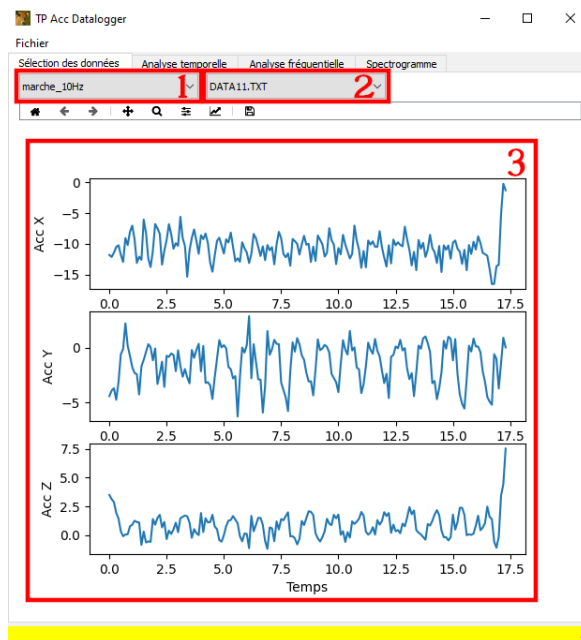 TP Acc Datalogger
Fichier
Sélection des données Analyse temporelle Analyse fréquentielle Spectrogramme
marche_10Hz 1 DATA11.TXT 2
3
0
−5
−10
−15
Acc X
0.0 2.5 5.0 7.5 10.0 12.5 15.0 17.5
0
−5
Acc Y
0.0 2.5 5.0 7.5 10.0 12.5 15.0 17.5
7.5
5.0
2.5
0.0
Acc Z
0.0 2.5 5.0 7.5 10.0 12.5 15.0 17.5
Temps